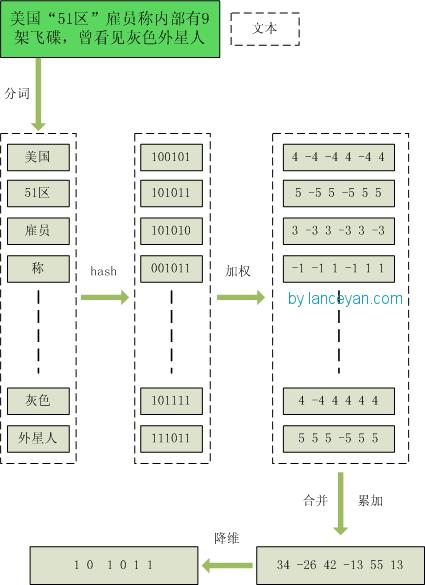 美国“51区”雇员称内部有9
架飞碟，曾看见灰色外星人
文本
分词
美国
100101
4 -4 -4 4 -4 4
51区
101011
5 -5 5 -5 5 5
雇员
101010
3 -3 3 -3 3 -3
称
001011
-1 -1 1 -1 1 1
hash
加权
by lanceyan.com
灰色
101111
4 -4 4 4 4 4
外星人
111011
5 5 5 -5 5 5
合并
累加
降维
1 0 1 0 1 1
34 -26 42 -13 55 13